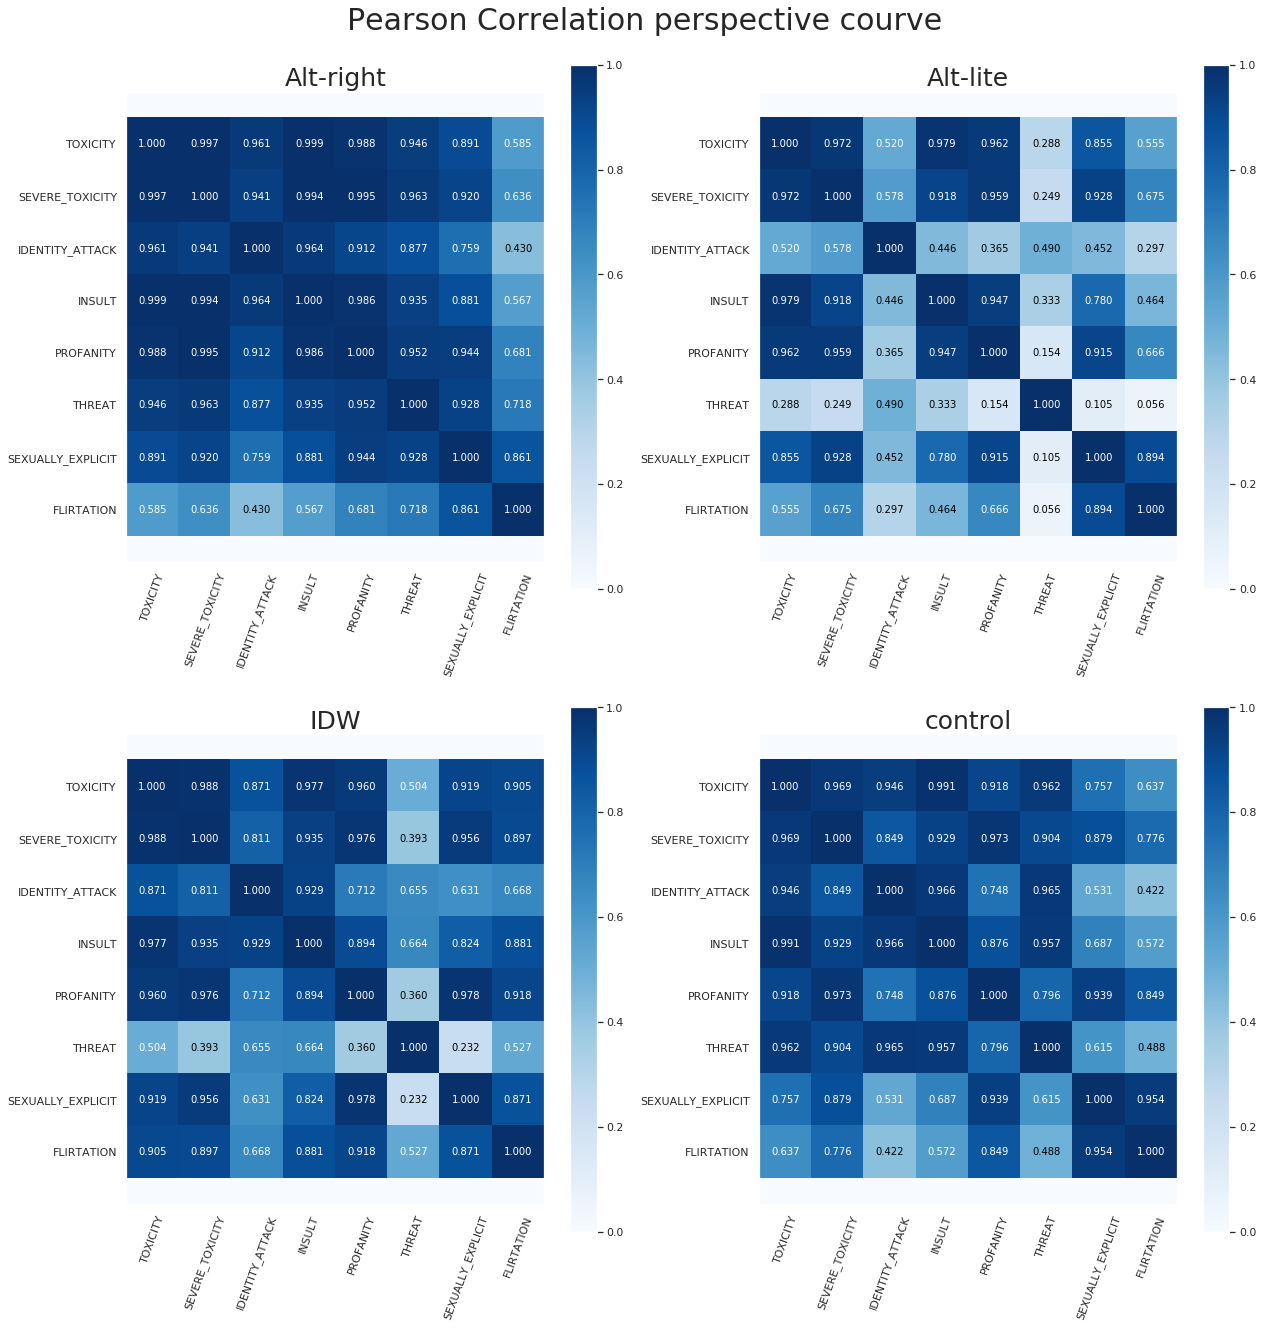 Pearson Correlation perspective courve
Alt-right
TOXICITY 1.000 0.997 0.961 0.999 0.988 0.946 0.891 0.585
SEVERE_TOXICITY 0.997 1.000 0.941 0.994 0.995 0.963 0.920 0.636
IDENTITY_ATTACK 0.961 0.941 1.000 0.964 0.912 0.877 0.759 0.430
INSULT 0.999 0.994 0.964 1.000 0.986 0.935 0.881 0.567
PROFANITY 0.988 0.995 0.912 0.986 1.000 0.952 0.944 0.681
THREAT 0.946 0.963 0.877 0.935 0.952 1.000 0.928 0.718
SEXUALLY_EXPLICIT 0.891 0.920 0.759 0.881 0.944 0.928 1.000 0.861
FLIRTATION 0.585 0.636 0.430 0.567 0.681 0.718 0.861 1.000
TOXICITY SEVERE_TOXICITY IDENTITY_ATTACK INSULT PROFANITY THREAT SEXUALLY_EXPLICIT FLIRTATION
1.0
0.8
0.6
0.4
0.2
0.0
Alt-lite
TOXICITY 1.000 0.972 0.520 0.979 0.962 0.288 0.855 0.555
SEVERE_TOXICITY 0.972 1.000 0.578 0.918 0.959 0.249 0.928 0.675
IDENTITY_ATTACK 0.520 0.578 1.000 0.446 0.365 0.490 0.452 0.297
INSULT 0.979 0.918 0.446 1.000 0.947 0.333 0.780 0.464
PROFANITY 0.962 0.959 0.365 0.947 1.000 0.154 0.915 0.666
THREAT 0.288 0.249 0.490 0.333 0.154 1.000 0.105 0.056
SEXUALLY_EXPLICIT 0.855 0.928 0.452 0.780 0.915 0.105 1.000 0.894
FLIRTATION 0.555 0.675 0.297 0.464 0.666 0.056 0.894 1.000
TOXICITY SEVERE_TOXICITY IDENTITY_ATTACK INSULT PROFANITY THREAT SEXUALLY_EXPLICIT FLIRTATION
1.0
0.8
0.6
0.4
0.2
0.0
IDW
TOXICITY 1.000 0.988 0.871 0.977 0.960 0.504 0.919 0.905
SEVERE_TOXICITY 0.988 1.000 0.811 0.935 0.976 0.393 0.956 0.897
IDENTITY_ATTACK 0.871 0.811 1.000 0.929 0.712 0.655 0.631 0.668
INSULT 0.977 0.935 0.929 1.000 0.894 0.664 0.824 0.881
PROFANITY 0.960 0.976 0.712 0.894 1.000 0.360 0.978 0.918
THREAT 0.504 0.393 0.655 0.664 0.360 1.000 0.232 0.527
SEXUALLY_EXPLICIT 0.919 0.956 0.631 0.824 0.978 0.232 1.000 0.871
FLIRTATION 0.905 0.897 0.668 0.881 0.918 0.527 0.871 1.000
TOXICITY SEVERE_TOXICITY IDENTITY_ATTACK INSULT PROFANITY THREAT SEXUALLY_EXPLICIT FLIRTATION
1.0
0.8
0.6
0.4
0.2
0.0
control
TOXICITY 1.000 0.969 0.946 0.991 0.918 0.962 0.757 0.637
SEVERE_TOXICITY 0.969 1.000 0.849 0.929 0.973 0.904 0.879 0.776
IDENTITY_ATTACK 0.946 0.849 1.000 0.966 0.748 0.965 0.531 0.422
INSULT 0.991 0.929 0.966 1.000 0.876 0.957 0.687 0.572
PROFANITY 0.918 0.973 0.748 0.876 1.000 0.796 0.939 0.849
THREAT 0.962 0.904 0.965 0.957 0.796 1.000 0.615 0.488
SEXUALLY_EXPLICIT 0.757 0.879 0.531 0.687 0.939 0.615 1.000 0.954
FLIRTATION 0.637 0.776 0.422 0.572 0.849 0.488 0.954 1.000
TOXICITY SEVERE_TOXICITY IDENTITY_ATTACK INSULT PROFANITY THREAT SEXUALLY_EXPLICIT FLIRTATION
1.0
0.8
0.6
0.4
0.2
0.0